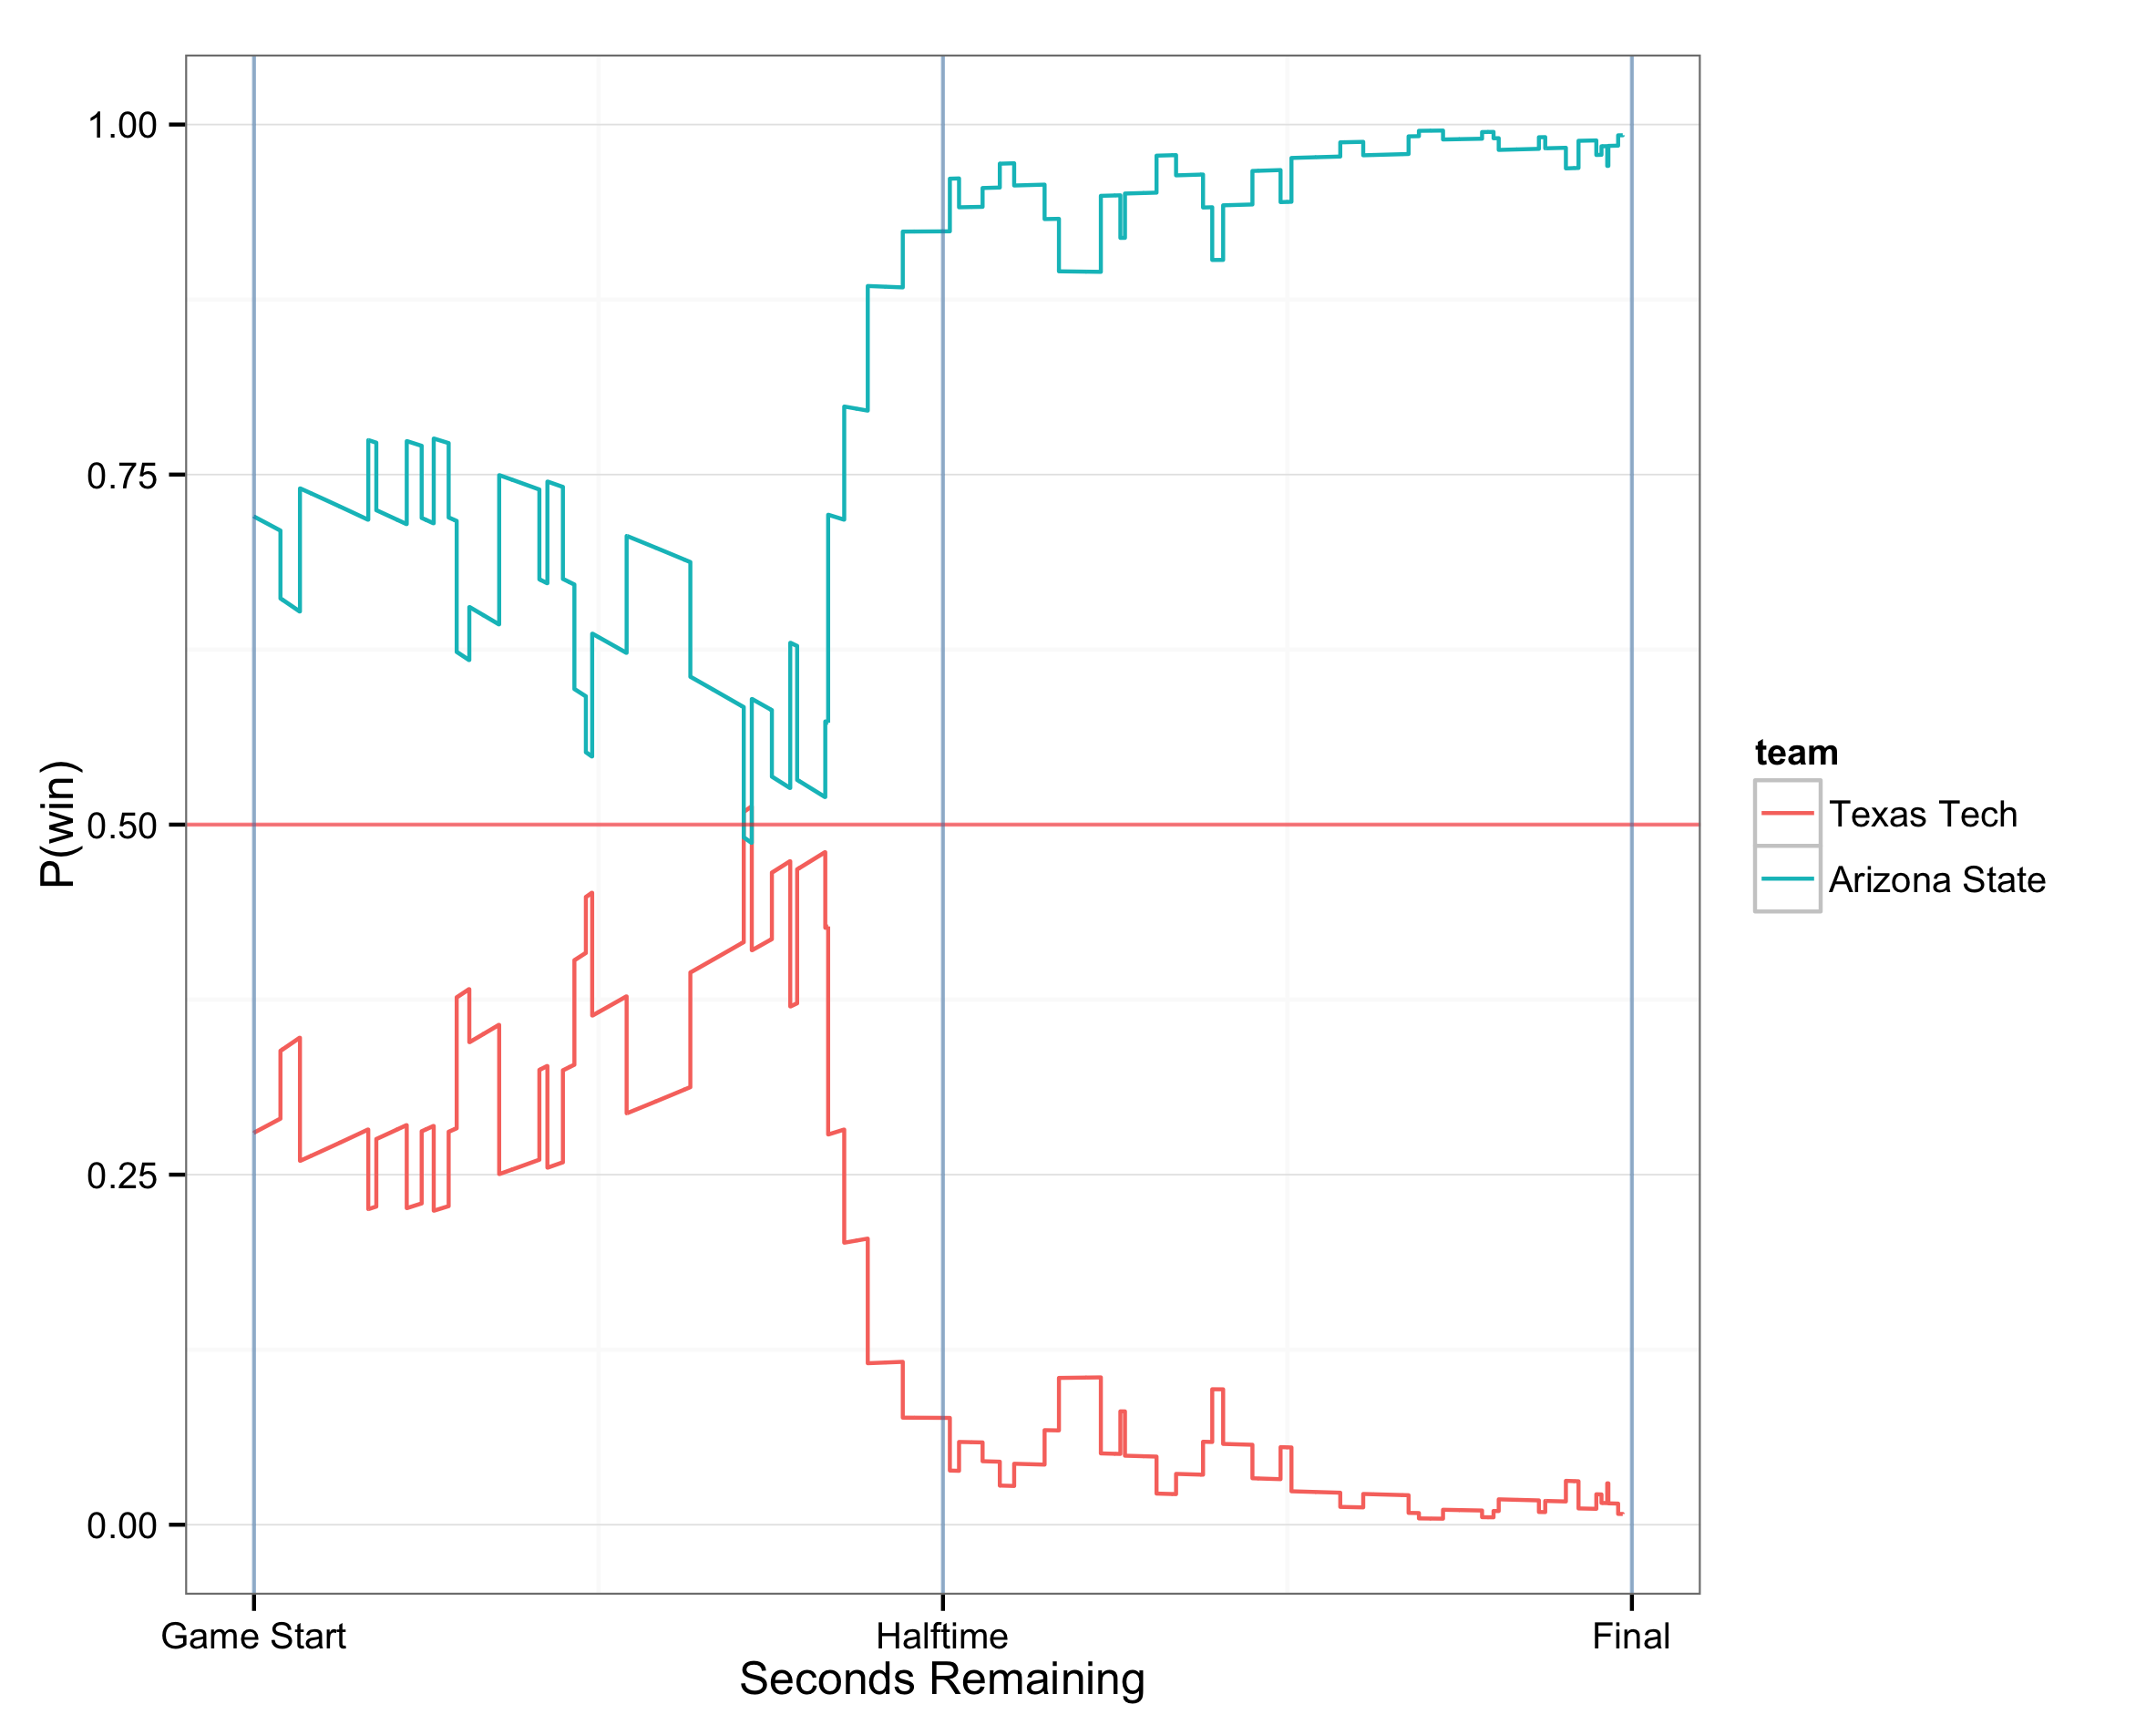 1.00
0.75
0.50
0.25
0.00
P(win)
Game Start
Halftime
Final
Seconds Remaining
team
Texas Tech
Arizona State